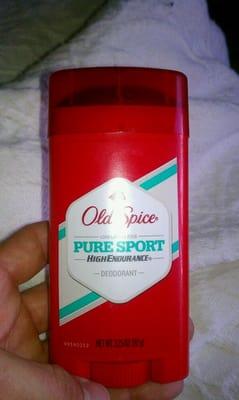 Old Spice
PURE SPORT
HIGH ENDURANCE
DEODORANT